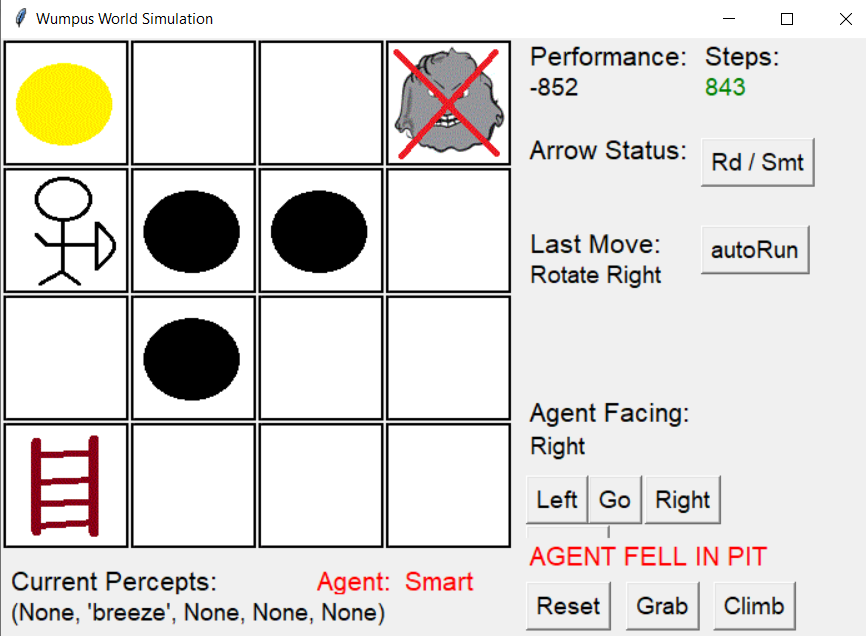 Wumpus World Simulation
Performance: Steps:
-852 843
Arrow Status: Rd / Smt
Last Move: autoRun
Rotate Right
Agent Facing:
Right
Left Go Right
AGENT FELL IN PIT
Current Percepts: Agent: Smart
(None, 'breeze', None, None, None)
Reset Grab Climb